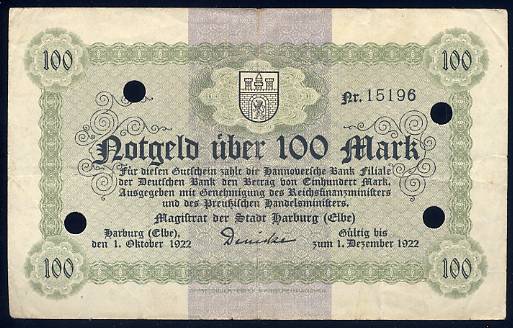 100 100
Nr. 15196
Notgeld über 100 Mark
Für diesen Gutschein zahlt die Hannoversche Bank Filiale
der Deutschen Bank den Betrag von Einhundert Mark.
Ausgegeben mit Genehmigung des Reichsfinanzministers
und des Preußischen Handelsministers.
Magistrat der Stadt Harburg (Elbe)
Harburg (Elbe), Gültig bis
den 1. Oktober 1922 Denicke zum 1. Dezember 1922
100 100